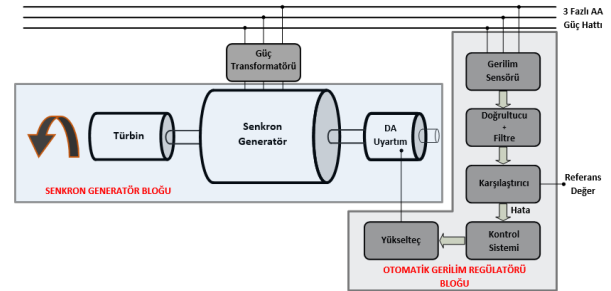 3 Fazlı AA
Güç Hattı
Güç
Transformatörü
Gerilim
Sensörü
Doğrultucu
+
Filtre
Türbin
Senkron
Generatör
DA
Uyartım
Karşılaştırıcı
Referans
Değer
SENKRON GENERATÖR BLOĞU
Hata
Yükselteç
Kontrol
Sistemi
OTOMATİK GERİLİM REGÜLATÖRÜ
BLOĞU